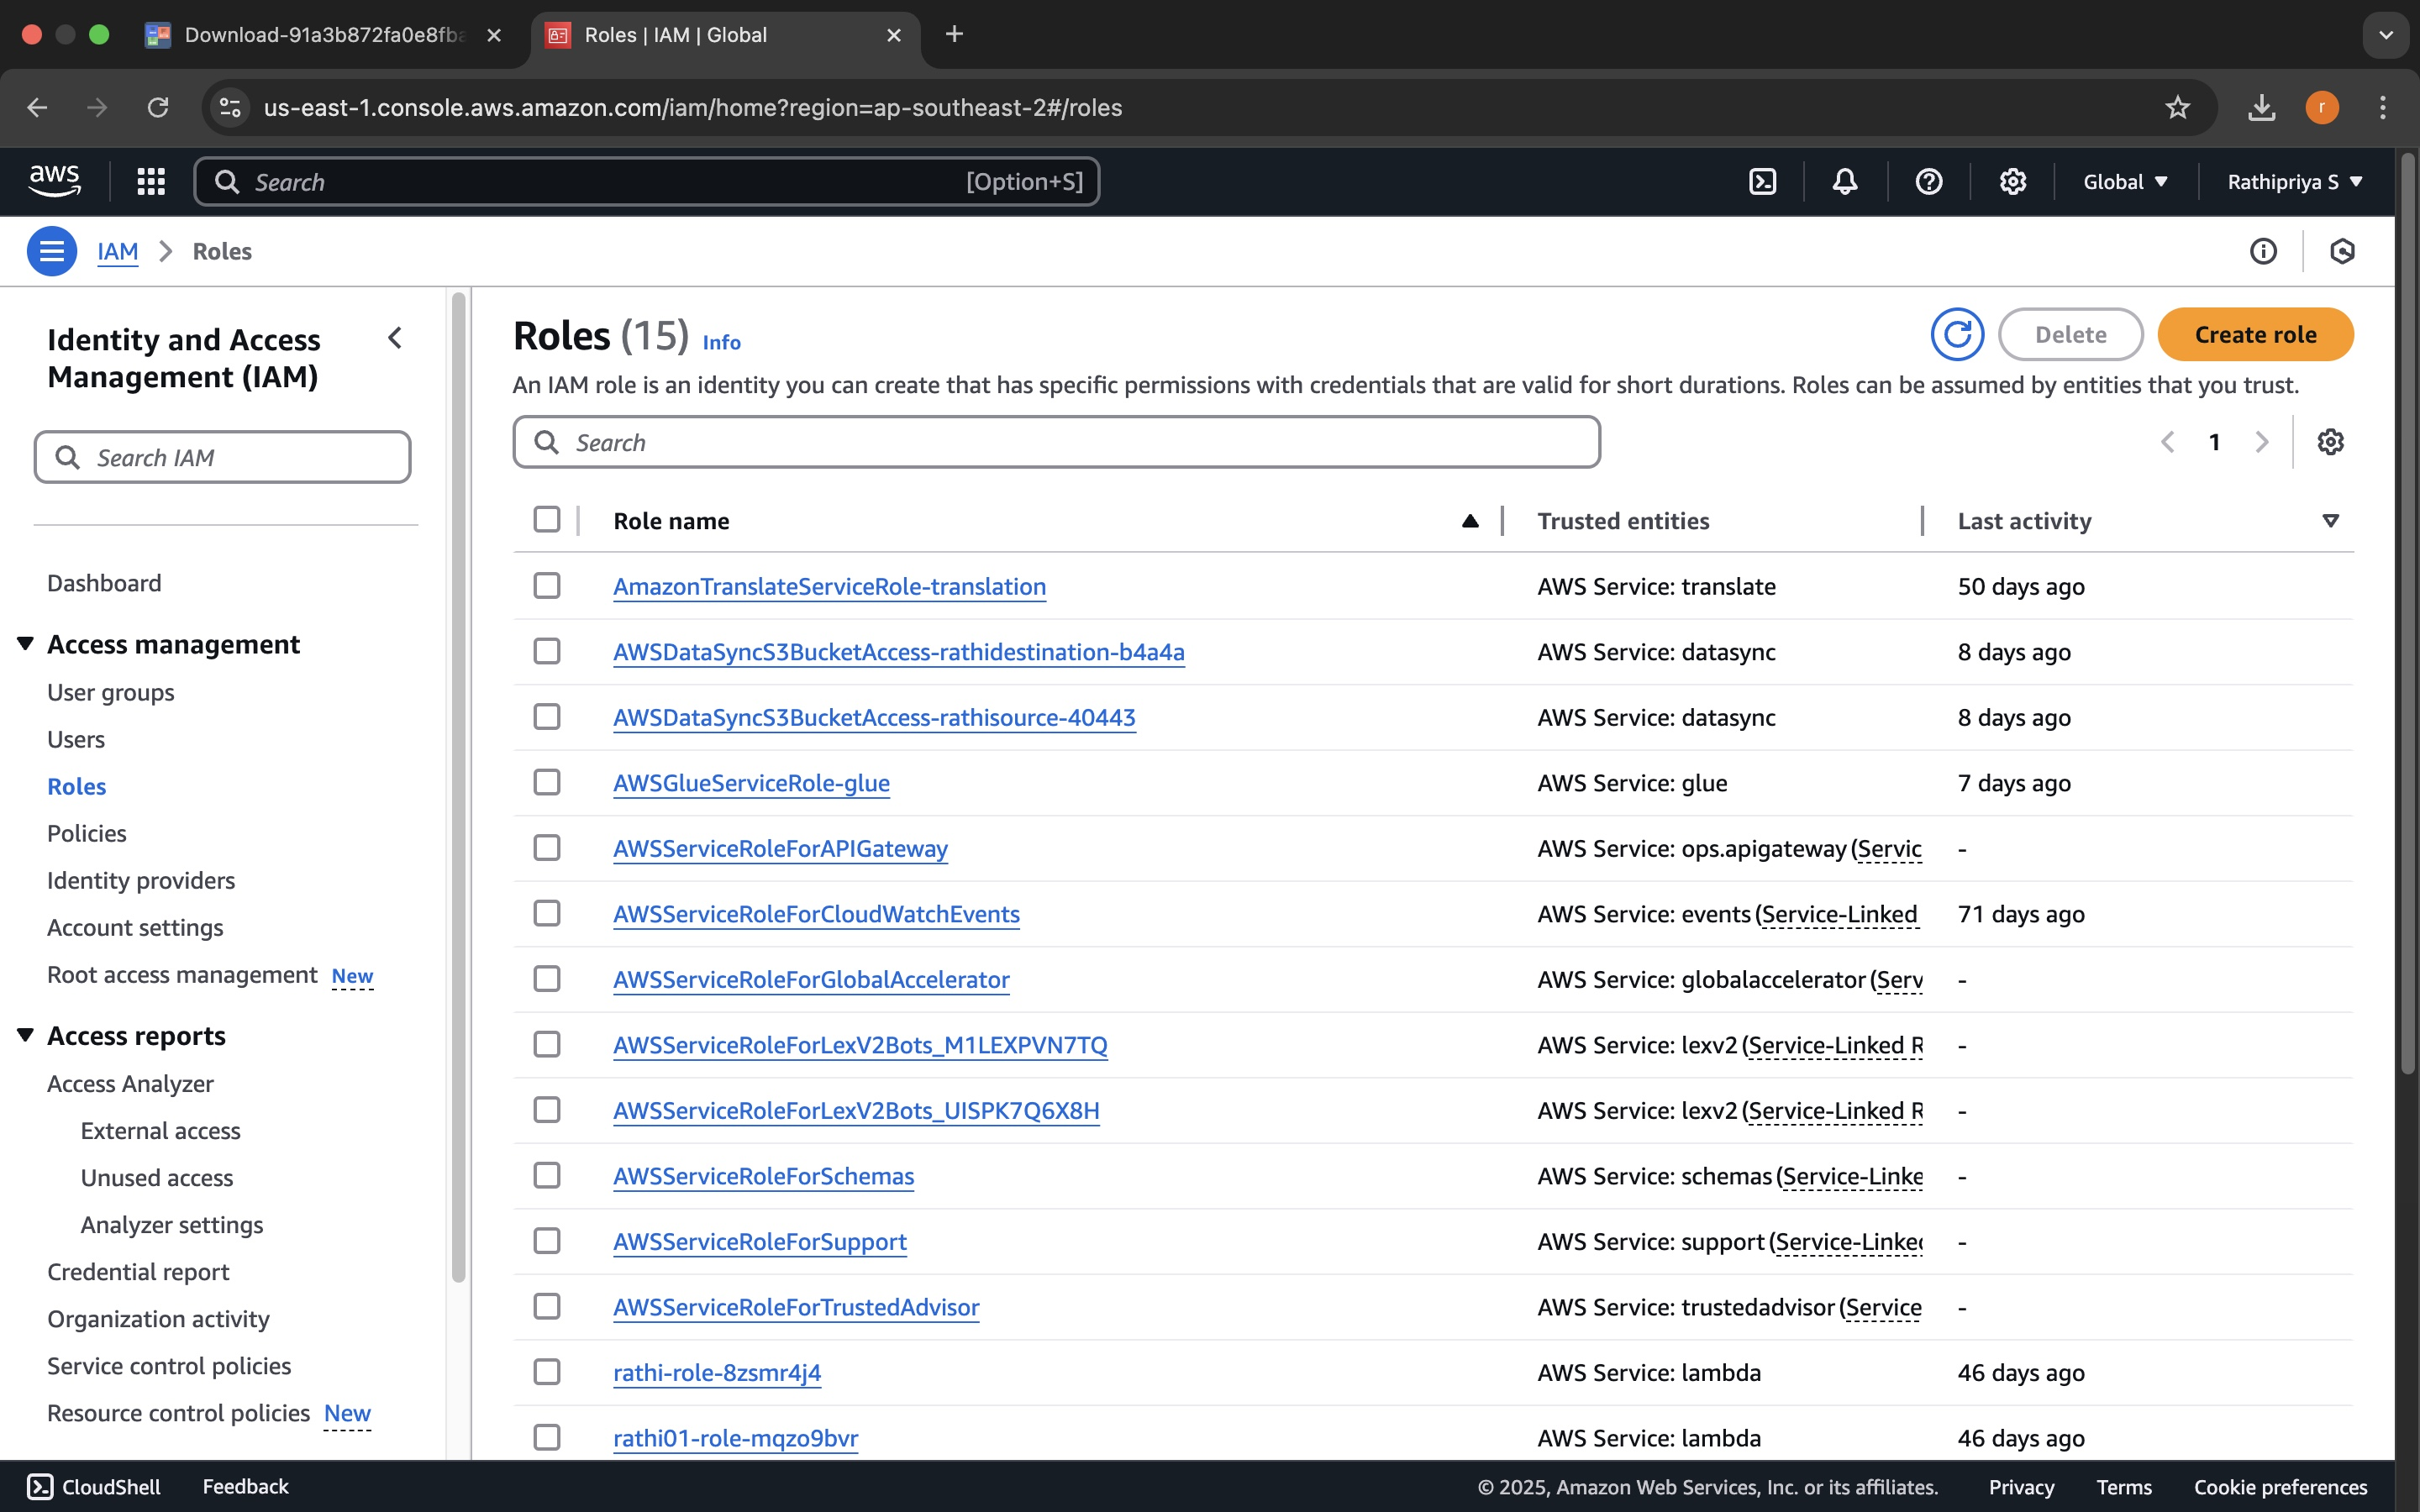 Download-91a3b872fa0e8fba
Roles | IAM | Global
us-east-1.console.aws.amazon.com/iam/home?region=ap-southeast-2#/roles
r
aws
Search
[Option+S]
Global
Rathipriya S
IAM
Roles
Identity and Access
Management (IAM)
Search IAM
Dashboard
Access management
User groups
Users
Roles
Policies
Identity providers
Account settings
Root access management New
Access reports
Access Analyzer
External access
Unused access
Analyzer settings
Credential report
Organization activity
Service control policies
Resource control policies New
Roles (15) Info
Delete
Create role
An IAM role is an identity you can create that has specific permissions with credentials that are valid for short durations. Roles can be assumed by entities that you trust.
Search
1
Role name Trusted entities Last activity
AmazonTranslateServiceRole-translation AWS Service: translate 50 days ago
AWSDataSyncS3BucketAccess-rathidestination-b4a4a AWS Service: datasync 8 days ago
AWSDataSyncS3BucketAccess-rathisource-40443 AWS Service: datasync 8 days ago
AWSGlueServiceRole-glue AWS Service: glue 7 days ago
AWSServiceRoleForAPIGateway AWS Service: ops.apigateway (Servic -
AWSServiceRoleForCloudWatchEvents AWS Service: events (Service-Linked 71 days ago
AWSServiceRoleForGlobalAccelerator AWS Service: globalaccelerator (Serv -
AWSServiceRoleForLexV2Bots_M1LEXPVN7TQ AWS Service: lexv2 (Service-Linked R -
AWSServiceRoleForLexV2Bots_UISPK7Q6X8H AWS Service: lexv2 (Service-Linked R -
AWSServiceRoleForSchemas AWS Service: schemas (Service-Linke -
AWSServiceRoleForSupport AWS Service: support (Service-Linked -
AWSServiceRoleForTrustedAdvisor AWS Service: trustedadvisor (Service -
rathi-role-8zsmr4j4 AWS Service: lambda 46 days ago
rathi01-role-mqzo9bvr AWS Service: lambda 46 days ago
CloudShell
Feedback
© 2025, Amazon Web Services, Inc. or its affiliates.
Privacy
Terms
Cookie preferences